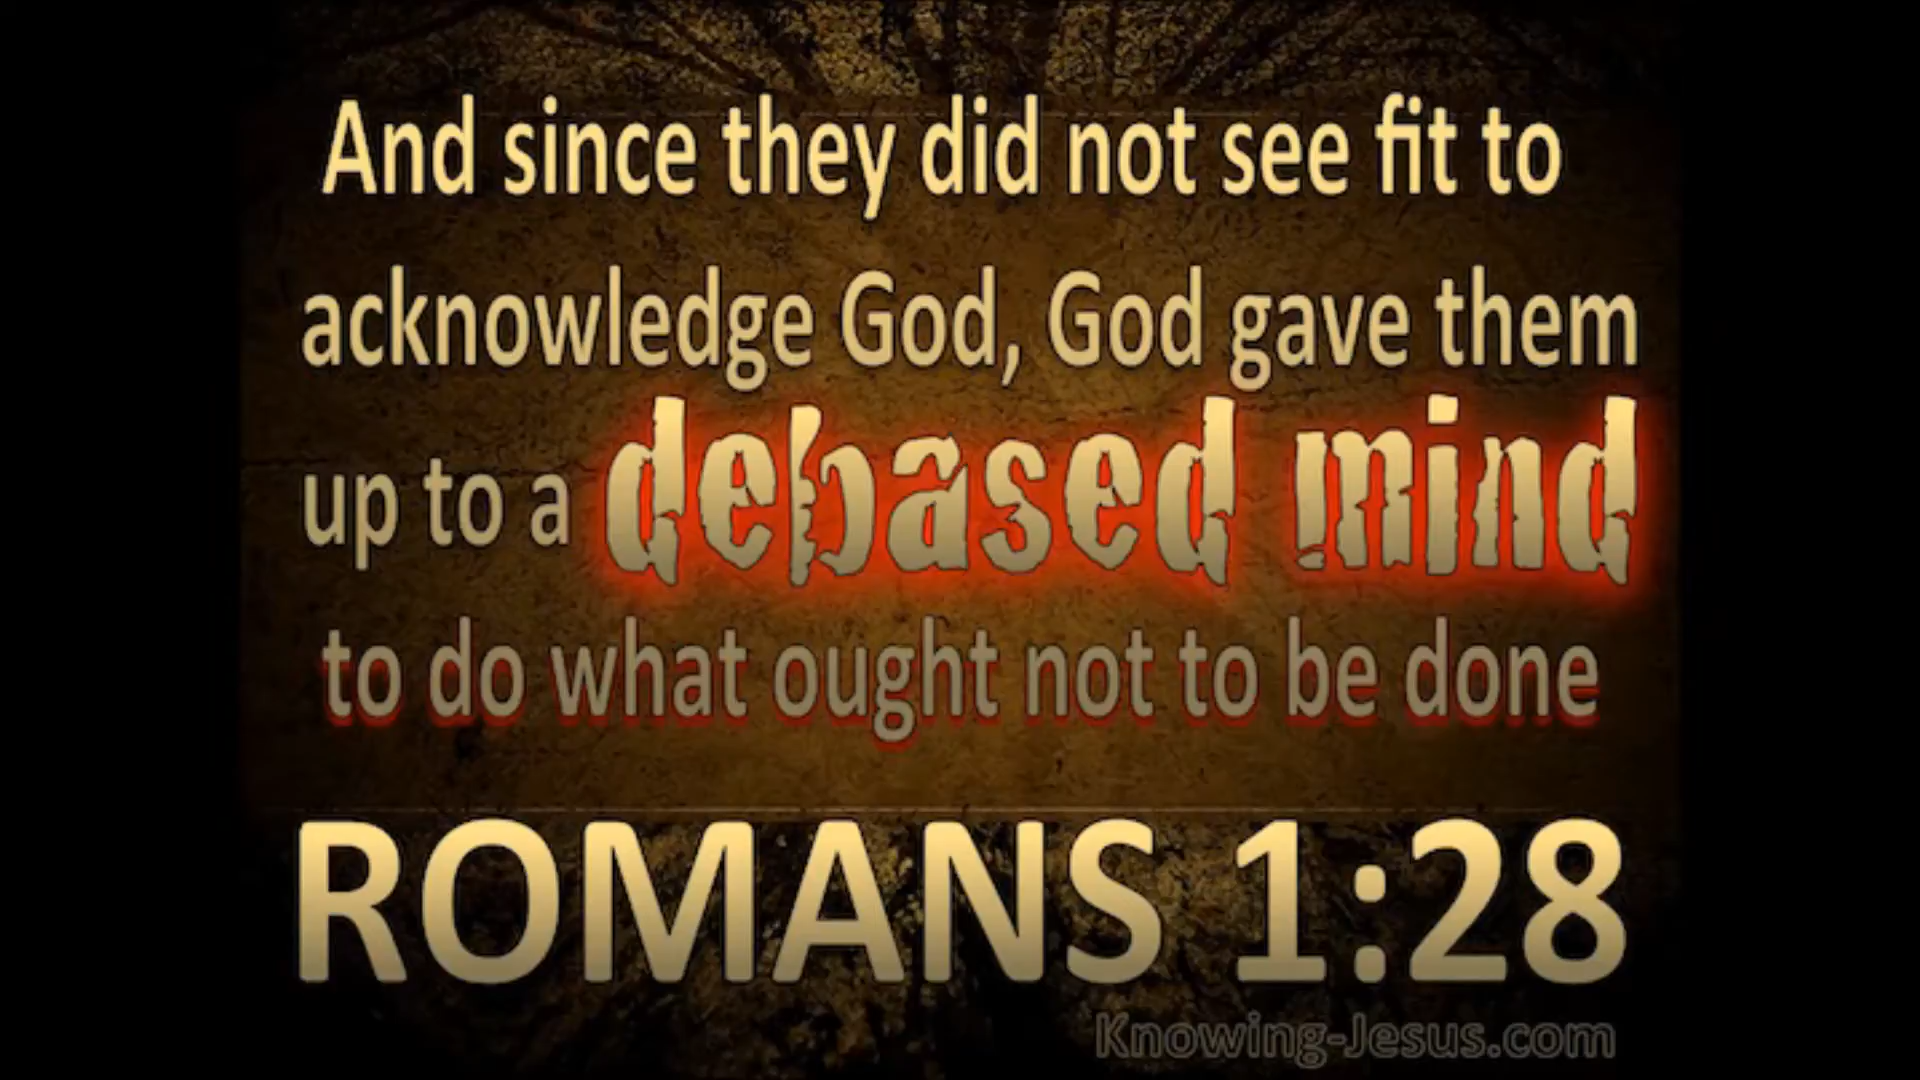 And since they did not see fit to
acknowledge God, God gave them
up to a debased mind
to do what ought not to be done
ROMANS 1:28
Knowing-Jesus.com